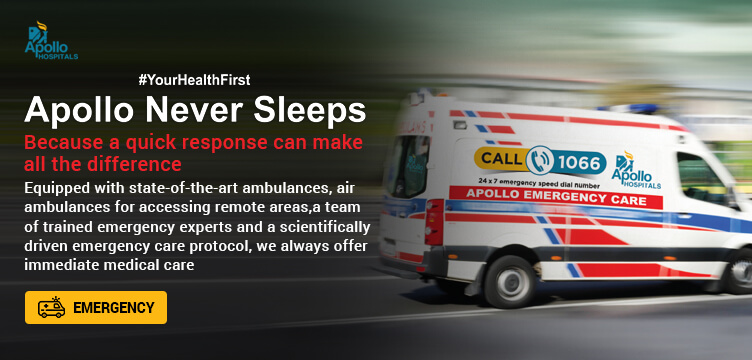 Apollo
HOSPITALS
#YourHealthFirst
Apollo Never Sleeps
Because a quick response can make
all the difference
Equipped with state-of-the-art ambulances, air
ambulances for accessing remote areas,a team
of trained emergency experts and a scientifically
driven emergency care protocol, we always offer
immediate medical care
EMERGENCY
CALL 1066
24 x 7 emergency speed dial number
Apollo
HOSPITALS
APOLLO EMERGENCY CARE